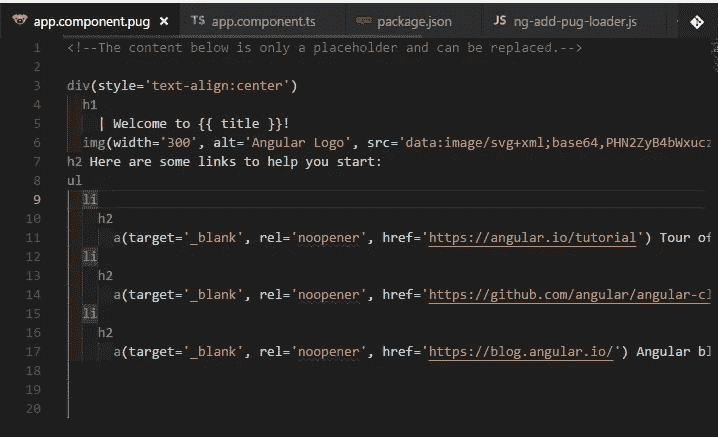 app.component.pug × TS app.component.ts package.json JS ng-add-pug-loader.js
1 <!--The content below is only a placeholder and can be replaced.-->
2
3 div(style='text-align:center')
4 h1
5 | Welcome to {{ title }}!
6 img(width='300', alt='Angular Logo', src='data:image/svg+xml;base64,PHN2ZyB4bWxucz
7 h2 Here are some links to help you start:
8 ul
9 li
10 h2
11 a(target='_blank', rel='noopener', href='https://angular.io/tutorial') Tour of
12 li
13 h2
14 a(target='_blank', rel='noopener', href='https://github.com/angular/angular-cl
15 li
16 h2
17 a(target='_blank', rel='noopener', href='https://blog.angular.io/') Angular bl
18
19
20